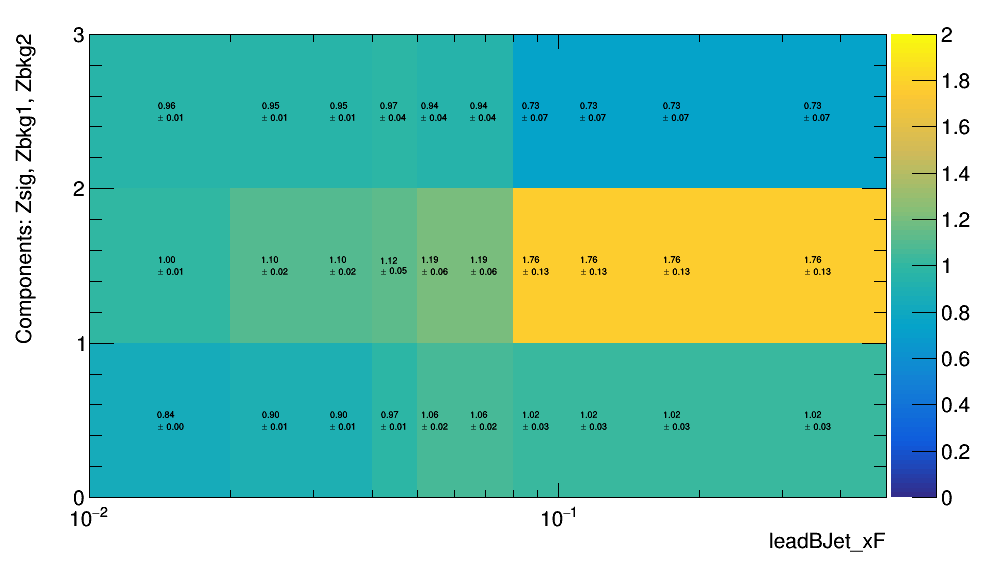 Components: Zsig, Zbkg1, Zbkg2
3
2
1
0
0.96 0.95 0.95 0.97 0.94 0.94 0.73 0.73 0.73 0.73
± 0.01 ± 0.01 ± 0.01 ± 0.04 ± 0.04 ± 0.04 ± 0.07 ± 0.07 ± 0.07 ± 0.07
1.00 1.10 1.10 1.12 1.19 1.19 1.76 1.76 1.76 1.76
± 0.01 ± 0.02 ± 0.02 ± 0.05 ± 0.06 ± 0.06 ± 0.13 ± 0.13 ± 0.13 ± 0.13
0.84 0.90 0.90 0.97 1.06 1.06 1.02 1.02 1.02 1.02
± 0.00 ± 0.01 ± 0.01 ± 0.01 ± 0.02 ± 0.02 ± 0.03 ± 0.03 ± 0.03 ± 0.03
10⁻² 10⁻¹
leadBJet_xF
2
1.8
1.6
1.4
1.2
1
0.8
0.6
0.4
0.2
0